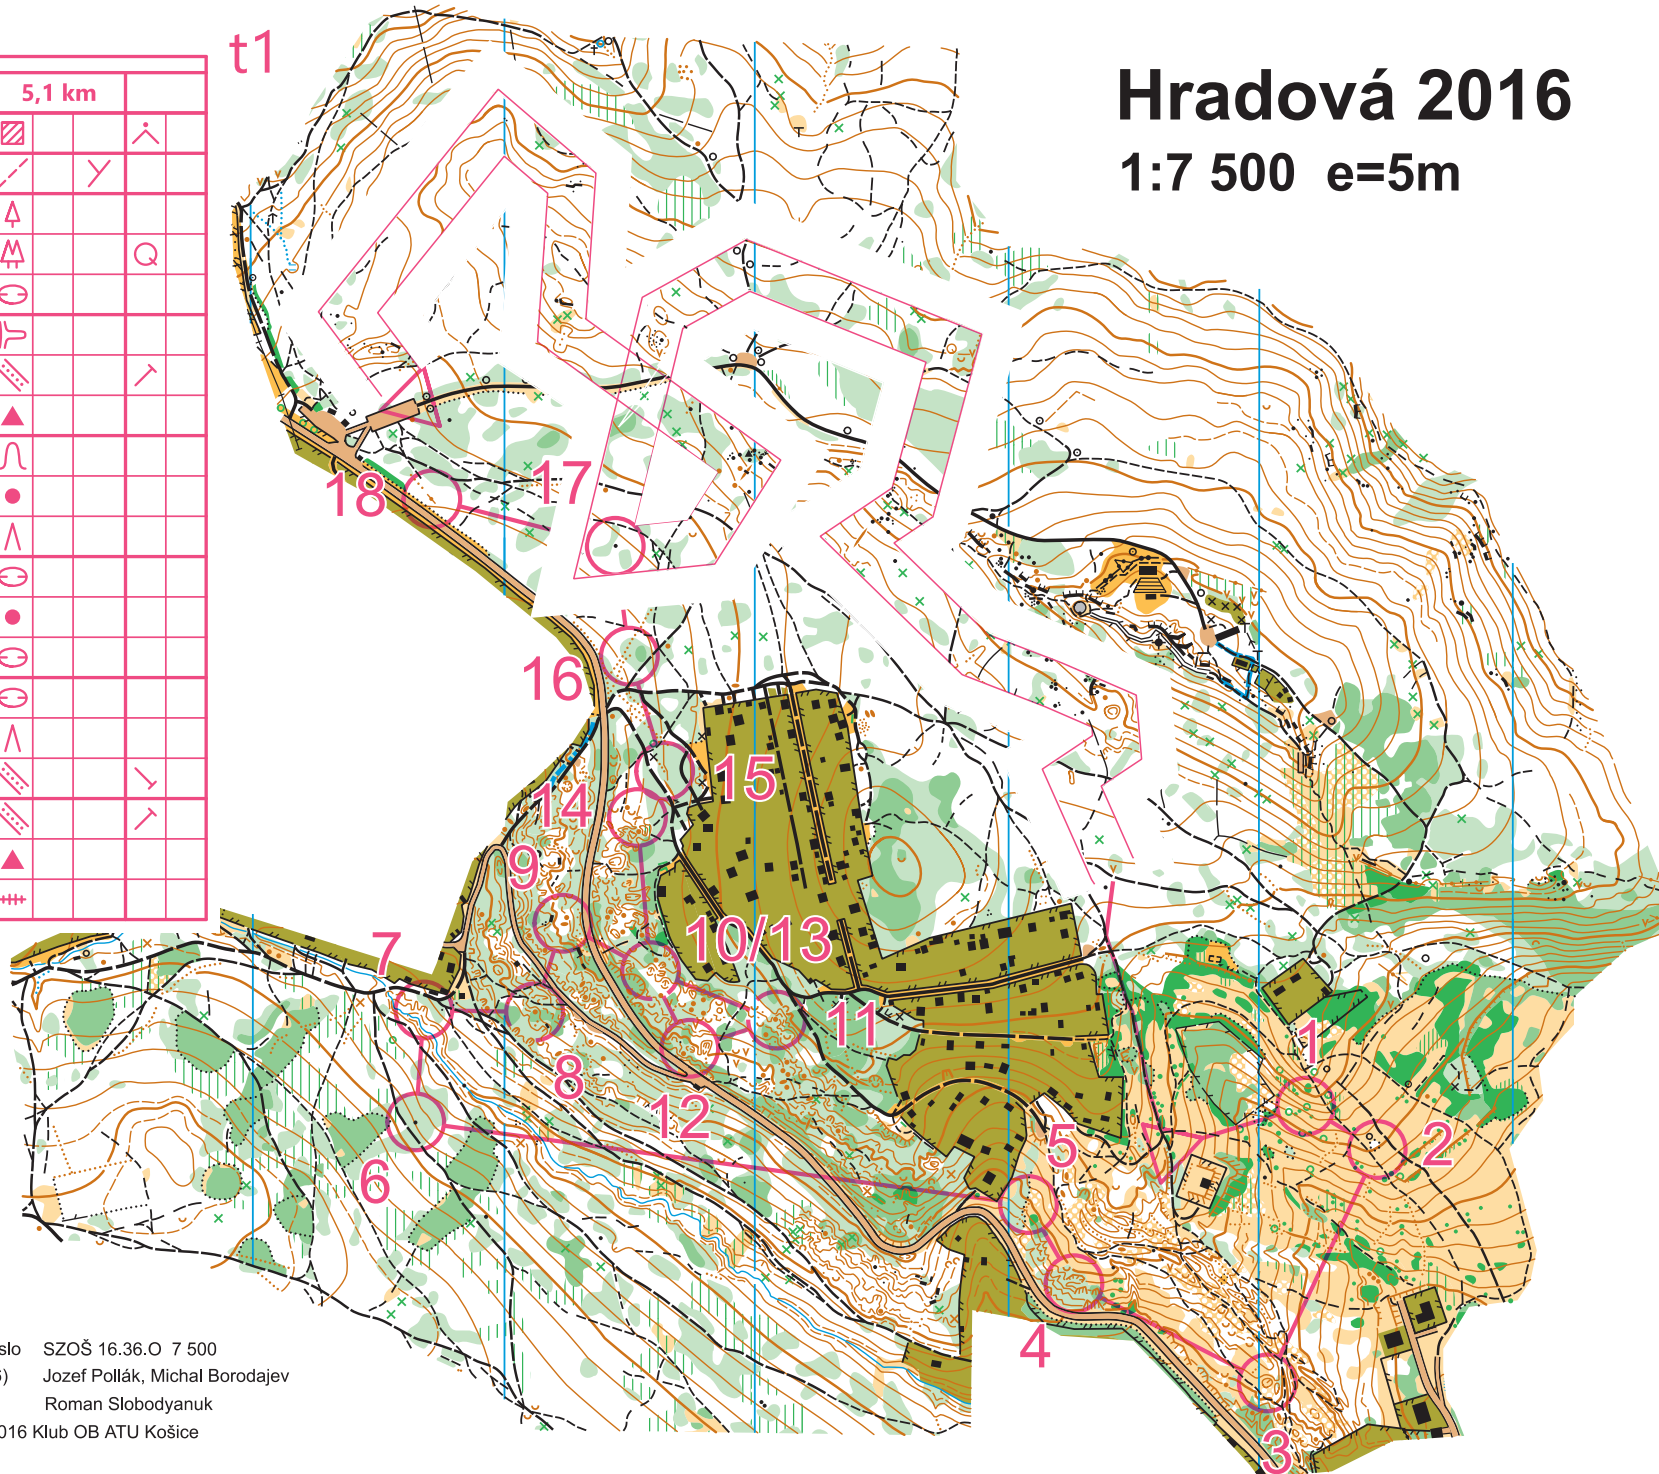 t1
Hradová 2016
1:7 500 e=5m
5,1 km
17
18
16
15
14
9
10/13
7
11
1
8
12
5
2
6
4
3
slo SZOŠ 16.36.O 7 500
6) Jozef Pollák, Michal Borodajev
Roman Slobodyanuk
016 Klub OB ATU Košice